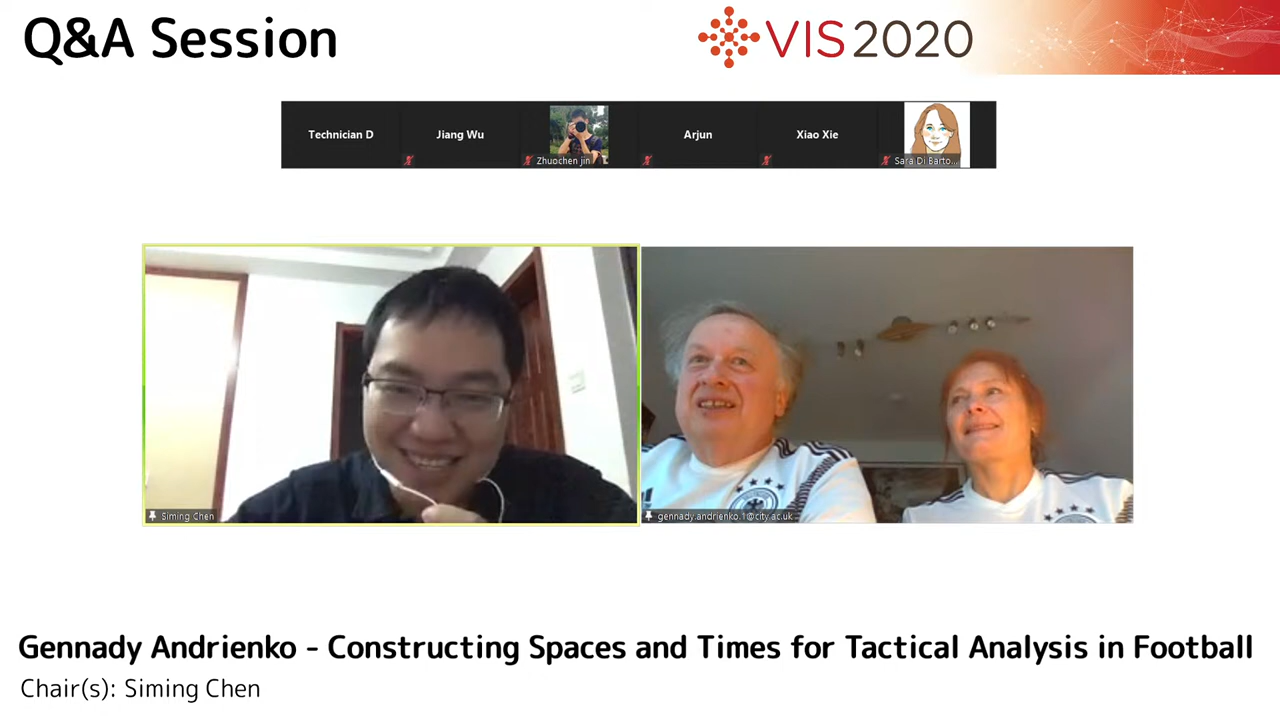 Q&A Session
VIS2020
Technician D
Jiang Wu
Zhuochen jin
Arjun
Xiao Xie
Sara Di Barto...
Siming Chen
gennady.andrienko.1@city.ac.uk
Gennady Andrienko - Constructing Spaces and Times for Tactical Analysis in Football
Chair(s): Siming Chen